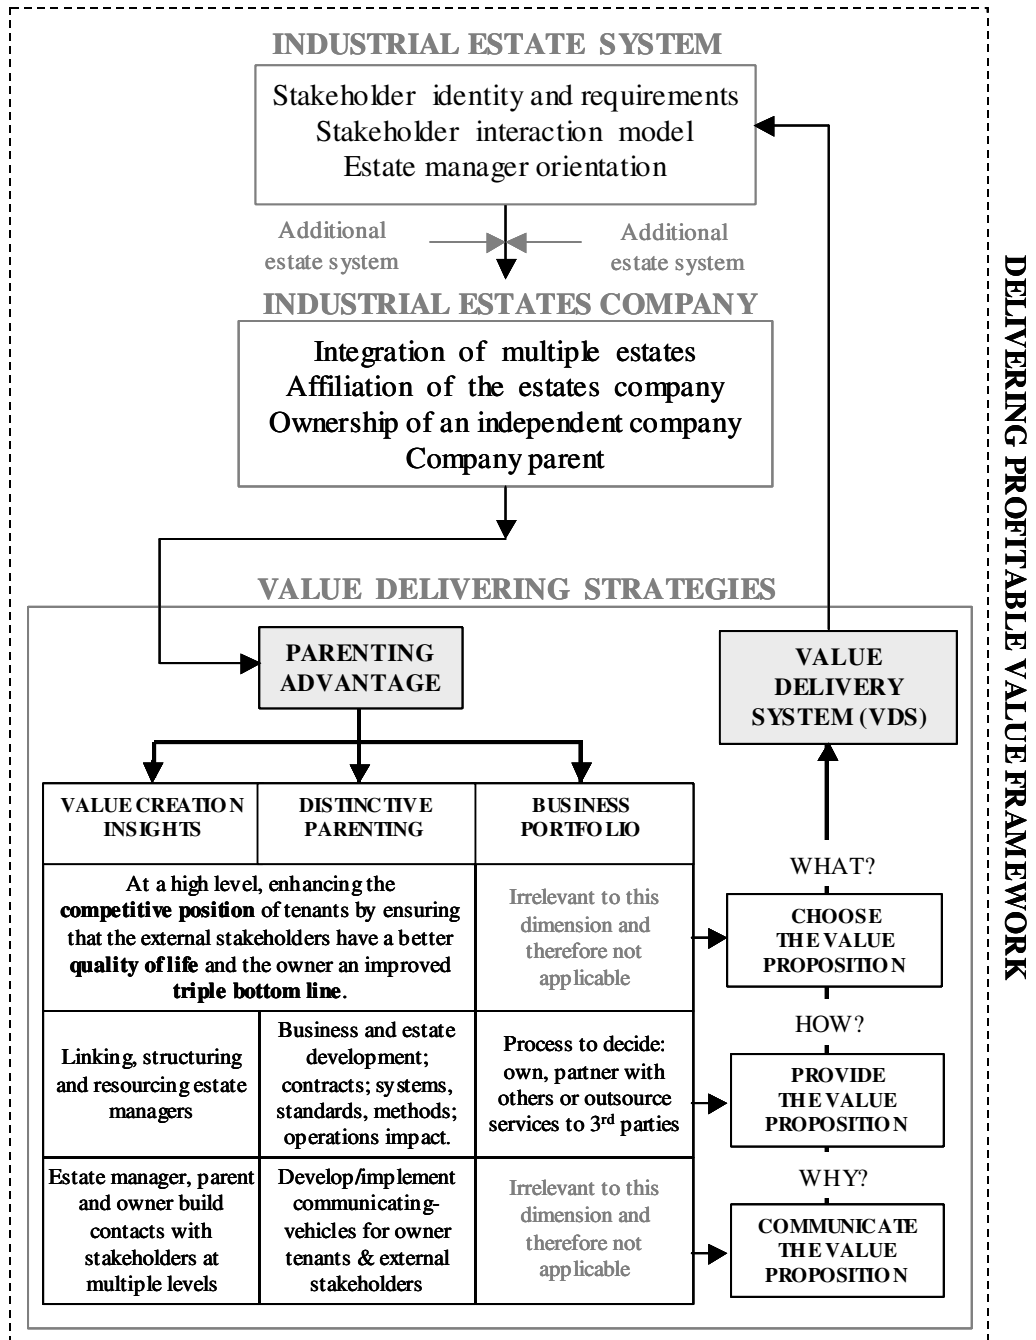 INDUSTRIAL ESTATE SYSTEM
Stakeholder identity and requirements
Stakeholder interaction model
Estate manager orientation
Additional
estate system
Additional
estate system
INDUSTRIAL ESTATES COMPANY
Integration of multiple estates
Affiliation of the estates company
Ownership of an independent company
Company parent
VALUE DELIVERING STRATEGIES
PARENTING
ADVANTAGE
VALUE
DELIVERY
SYSTEM (VDS)
VALUE CREATION
INSIGHTS
DISTINCTIVE
PARENTING
BUSINESS
PORTFOLIO
At a high level, enhancing the
competitive position of tenants by ensuring
that the external stakeholders have a better
quality of life and the owner an improved
triple bottom line.
Irrelevant to this
dimension and
therefore not
applicable
WHAT?
CHOOSE
THE VALUE
PROPOSITION
Linking, structuring
and resourcing estate
managers
Business and estate
development;
contracts; systems,
standards, methods;
operations impact.
Process to decide:
own, partner with
others or outsource
services to 3rd parties
HOW?
PROVIDE
THE VALUE
PROPOSITION
Estate manager, parent
and owner build
contacts with
stakeholders at
multiple levels
Develop/implement
communicating-
vehicles for owner
tenants & external
stakeholders
Irrelevant to this
dimension and
therefore not
applicable
WHY?
COMMUNICATE
THE VALUE
PROPOSITION
DELIVERING PROFITABLE VALUE FRAMEWORK